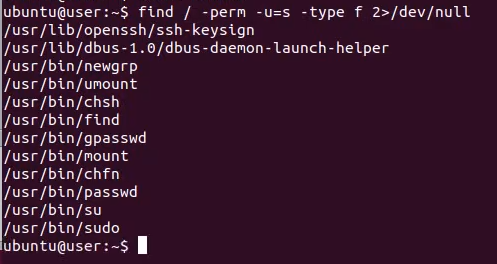 ubuntu@user:~$ find / -perm -u=s -type f 2>/dev/null
/usr/lib/openssh/ssh-keysign
/usr/lib/dbus-1.0/dbus-daemon-launch-helper
/usr/bin/newgrp
/usr/bin/umount
/usr/bin/chsh
/usr/bin/find
/usr/bin/gpasswd
/usr/bin/mount
/usr/bin/chfn
/usr/bin/passwd
/usr/bin/su
/usr/bin/sudo
ubuntu@user:~$